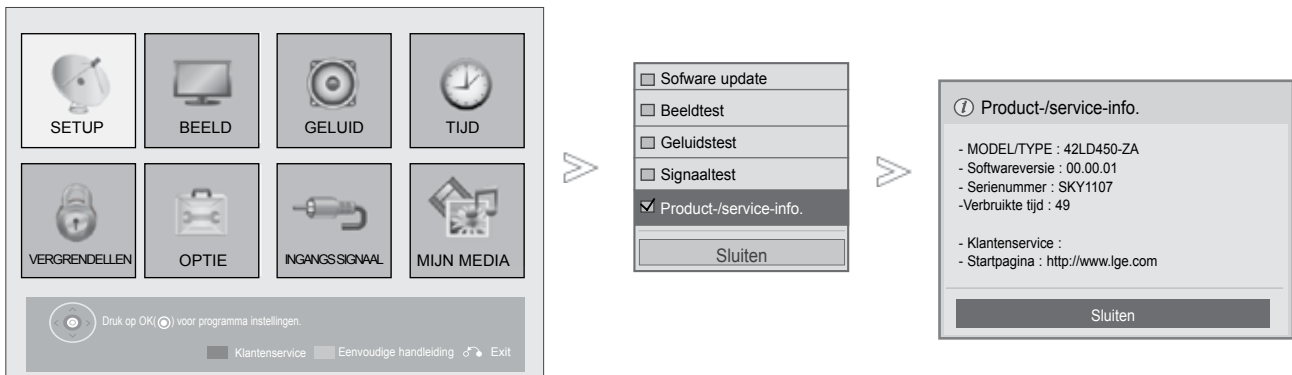 SETUP
BEELD
GELUID
TIJD
VERGRENDELLEN
OPTIE
INGANGSSIGNAAL
MIJN MEDIA
Druk op OK(◉) voor programma instellingen.
Klantenservice Eenvoudige handleiding Exit
Sofware update
Beeldtest
Geluidstest
Signaaltest
Product-/service-info.
Sluiten
i Product-/service-info.
- MODEL/TYPE : 42LD450-ZA
- Softwareversie : 00.00.01
- Serienummer : SKY1107
-Verbruikte tijd : 49
- Klantenservice :
- Startpagina : http://www.lge.com
Sluiten